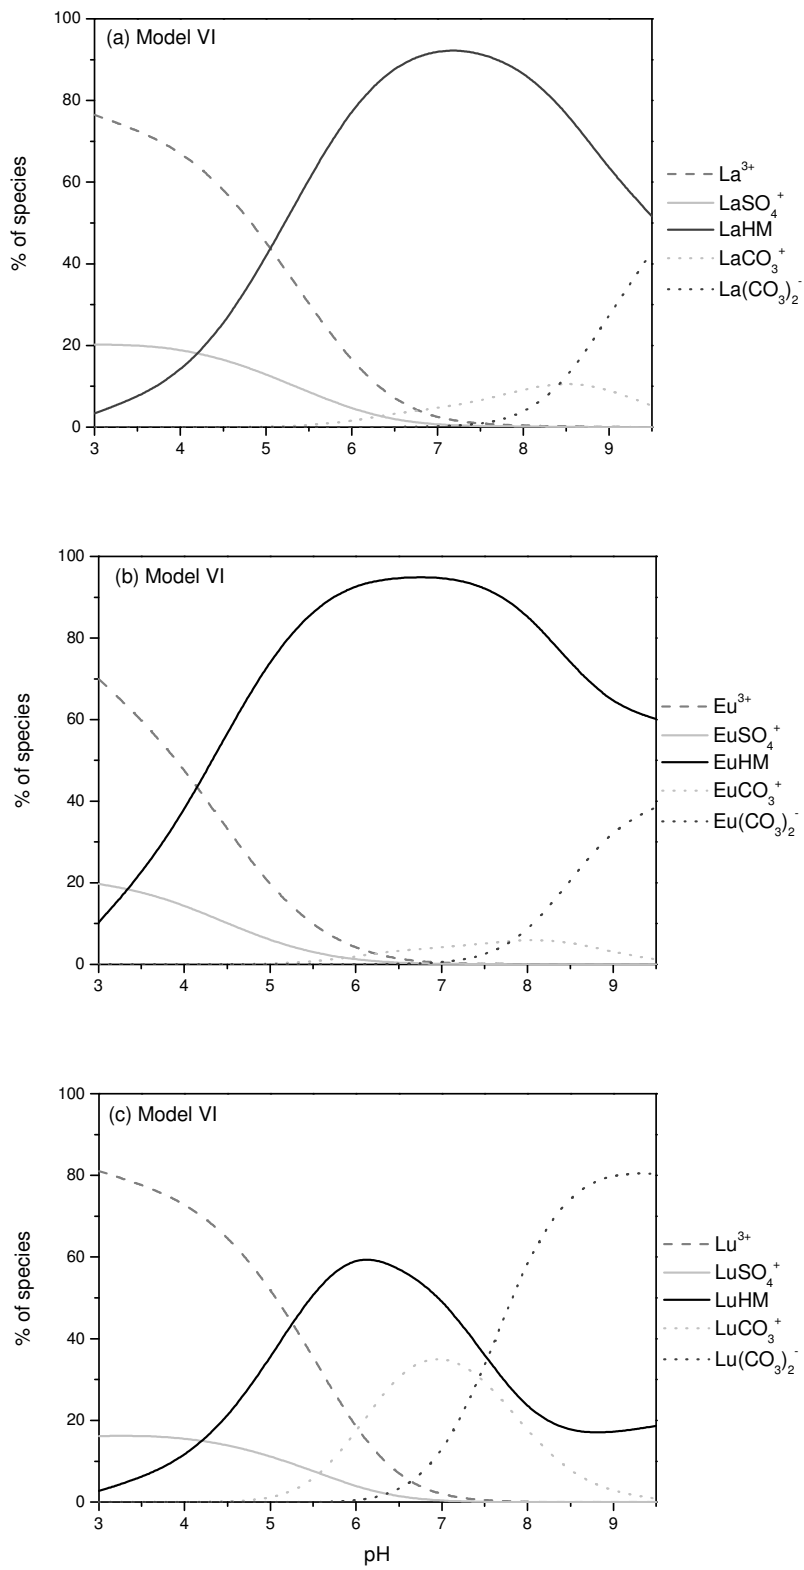 (a) Model VI
% of species
100
80
60
40
20
0
3 4 5 6 7 8 9
La³⁺
LaSO₄⁺
LaHM
LaCO₃⁺
La(CO₃)₂⁻
(b) Model VI
% of species
100
80
60
40
20
0
3 4 5 6 7 8 9
Eu³⁺
EuSO₄⁺
EuHM
EuCO₃⁺
Eu(CO₃)₂⁻
(c) Model VI
% of species
100
80
60
40
20
0
3 4 5 6 7 8 9
pH
Lu³⁺
LuSO₄⁺
LuHM
LuCO₃⁺
Lu(CO₃)₂⁻